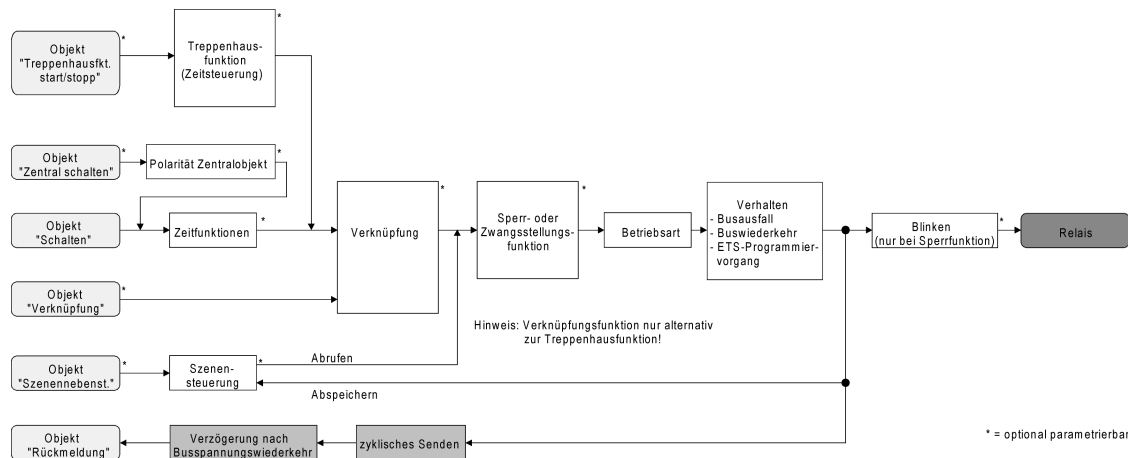 *
*
Objekt
"Treppenhausfkt.
start/stopp"
Treppenhaus-
funktion
(Zeitsteuerung)
*
*
Objekt
"Zentral schalten"
Polarität Zentralobjekt
*
*
*
Objekt
"Schalten"
Zeitfunktionen
Verknüpfung
Sperr- oder
Zwangsstellungs-
funktion
Betriebsart
Verhalten
- Busausfall
- Buswiederkehr
- ETS-Programmier-
vorgang
*
*
Blinken
(nur bei Sperrfunktion)
Relais
*
Objekt
"Verknüpfung"
Hinweis: Verknüpfungsfunktion nur alternativ
zur Treppenhausfunktion!
*
*
Objekt
"Szenennebenst."
Szenen-
steuerung
Abrufen
Abspeichern
Objekt
"Rückmeldung"
Verzögerung nach
Busspannungswiederkehr
zyklisches Senden
* = optional parametrierbar